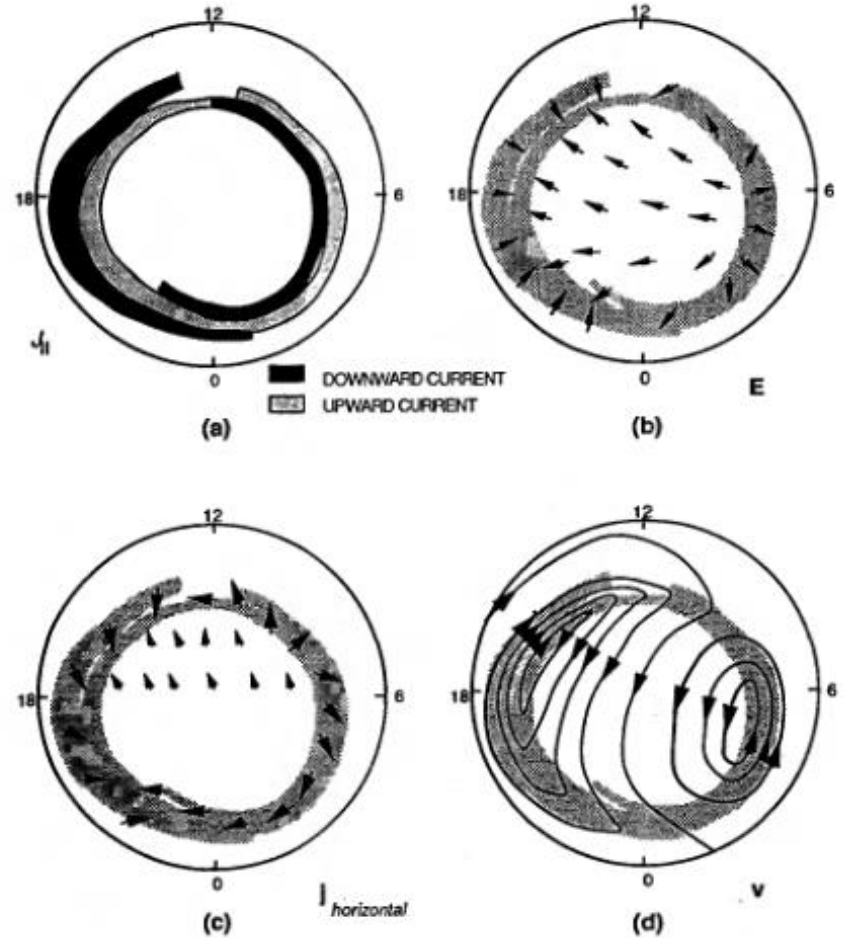 12
12
18
6
18
6
J||
0
0
DOWNWARD CURRENT
E
UPWARD CURRENT
(a)
(b)
12
12
18
6
18
6
0
j horizontal
0
v
(c)
(d)